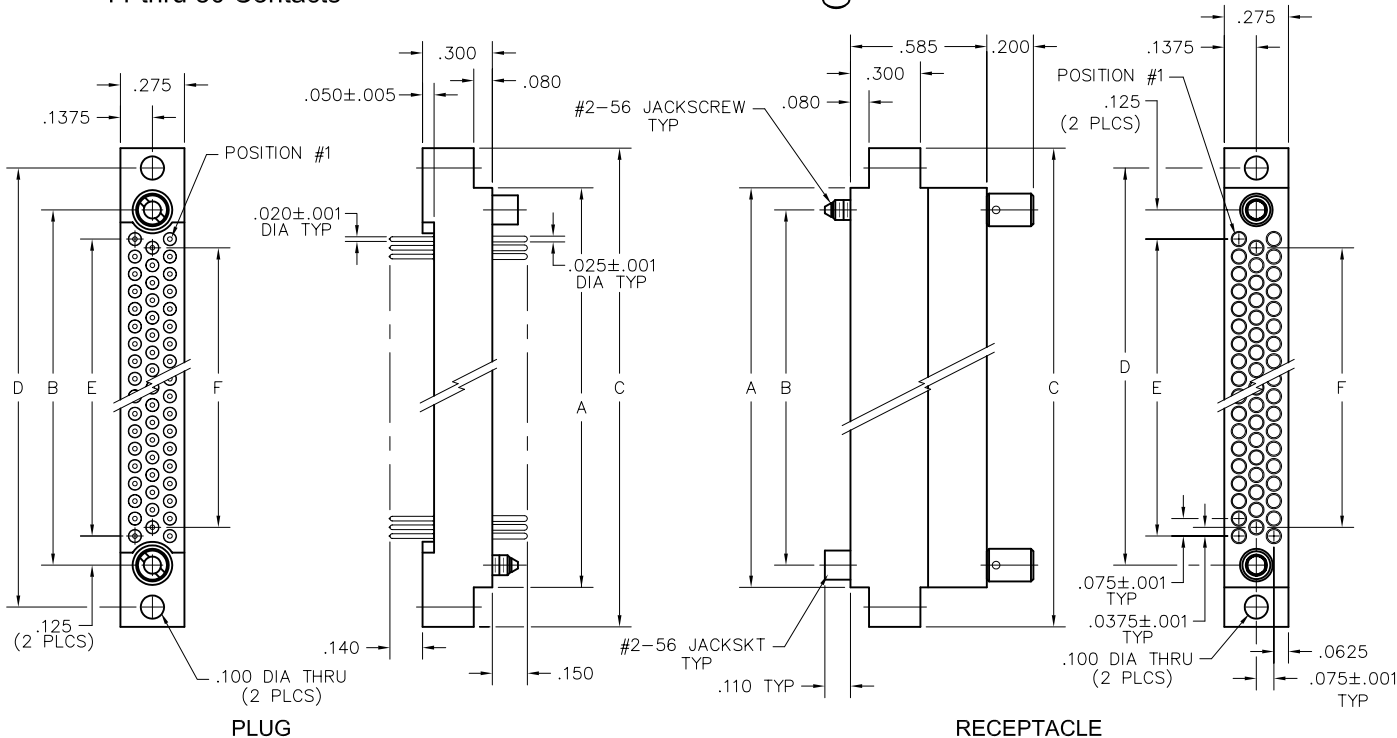 .275
.1375
POSITION #1
.300
.080
.050±.005
.020±.001
DIA TYP
.025±.001
DIA TYP
D
B
E
F
A
C
.125
(2 PLCS)
.100 DIA THRU
(2 PLCS)
.140
.150
PLUG
.585
.200
.300
.080
#2-56 JACKSCREW
TYP
A
B
C
#2-56 JACKSKT
TYP
.110 TYP
.275
.1375
POSITION #1
.125
(2 PLCS)
D
E
F
.075±.001
TYP
.0375±.001
TYP
.100 DIA THRU
(2 PLCS)
.0625
.075±.001
TYP
RECEPTACLE